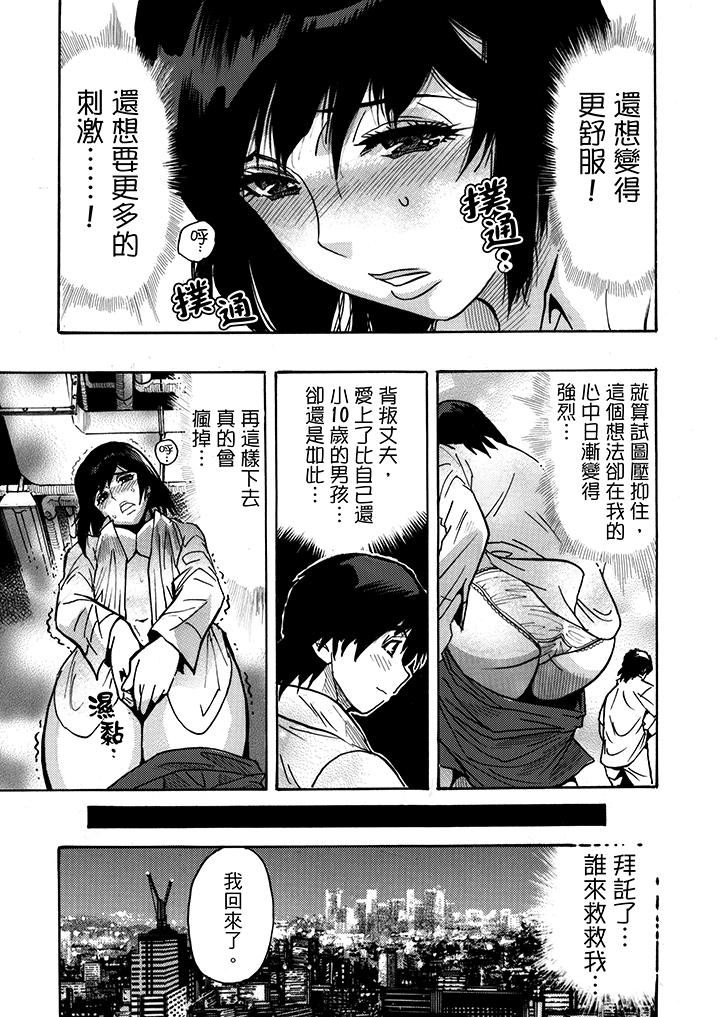 還想變得
更舒服！
撲通
還想要更多的
刺激……！
呼…
撲通
就算試圖壓抑住，
這個想法卻在我的
心中日漸變得
強烈…
背叛丈夫，
愛上了比自己還
小10歲的男孩…
卻還是如此…
再這樣下去
真的會
瘋掉…
呼…
濕黏…
拜託了…
誰來救救我…
我回來了。